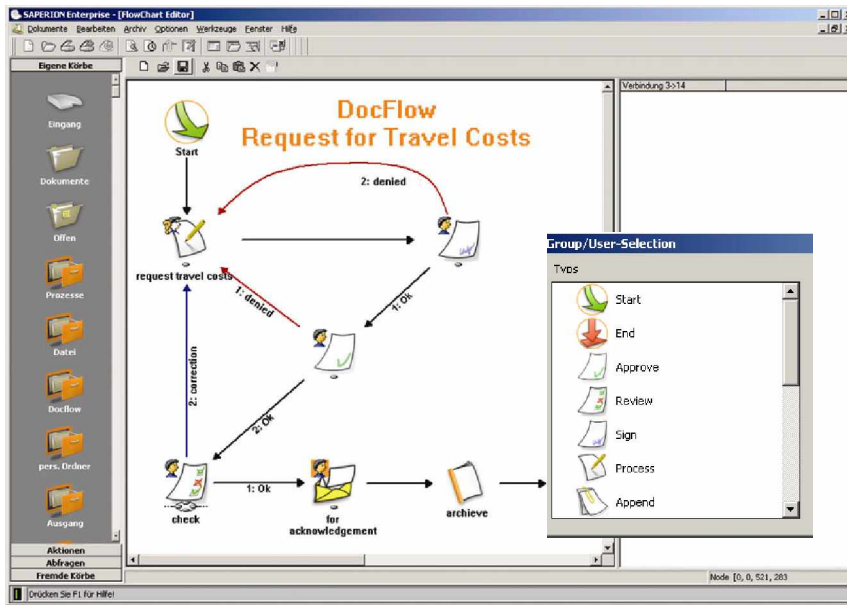 SAPERION Enterprise - [FlowChart Editor]
Dokumente Bearbeiten Archiv Optionen Werkzeuge Fenster Hilfe
Eigene Körbe
Eingang
Dokumente
Offen
Prozesse
Datei
Docflow
pers. Ordner
Ausgang
Aktionen
Abfragen
Fremde Körbe
DocFlow
Request for Travel Costs
Start
2: denied
request travel costs
1: denied
1: Ok
2: correction
2: Ok
1: Ok
check
for
acknowledgement
archieve
Verbindung 3->14
Group/User-Selection
Type
Start
End
Approve
Review
Sign
Process
Append
Node [0, 0, 521, 283
Drücken Sie F1 für Hilfe!